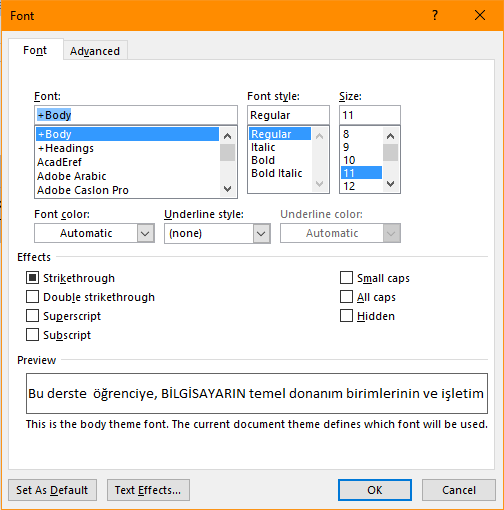 Font
? ×
Font Advanced
Font: Font style: Size:
+Body Regular 11
+Body Regular 8
+Headings Italic 9
AcadEref Bold 10
Adobe Arabic Bold Italic 11
Adobe Caslon Pro 12
Font color: Underline style: Underline color:
Automatic (none) Automatic
Effects
Strikethrough Small caps
Double strikethrough All caps
Superscript Hidden
Subscript
Preview
Bu derste öğrenciye, BİLGİSAYARIN temel donanım birimlerinin ve işletim
This is the body theme font. The current document theme defines which font will be used.
Set As Default Text Effects... OK Cancel